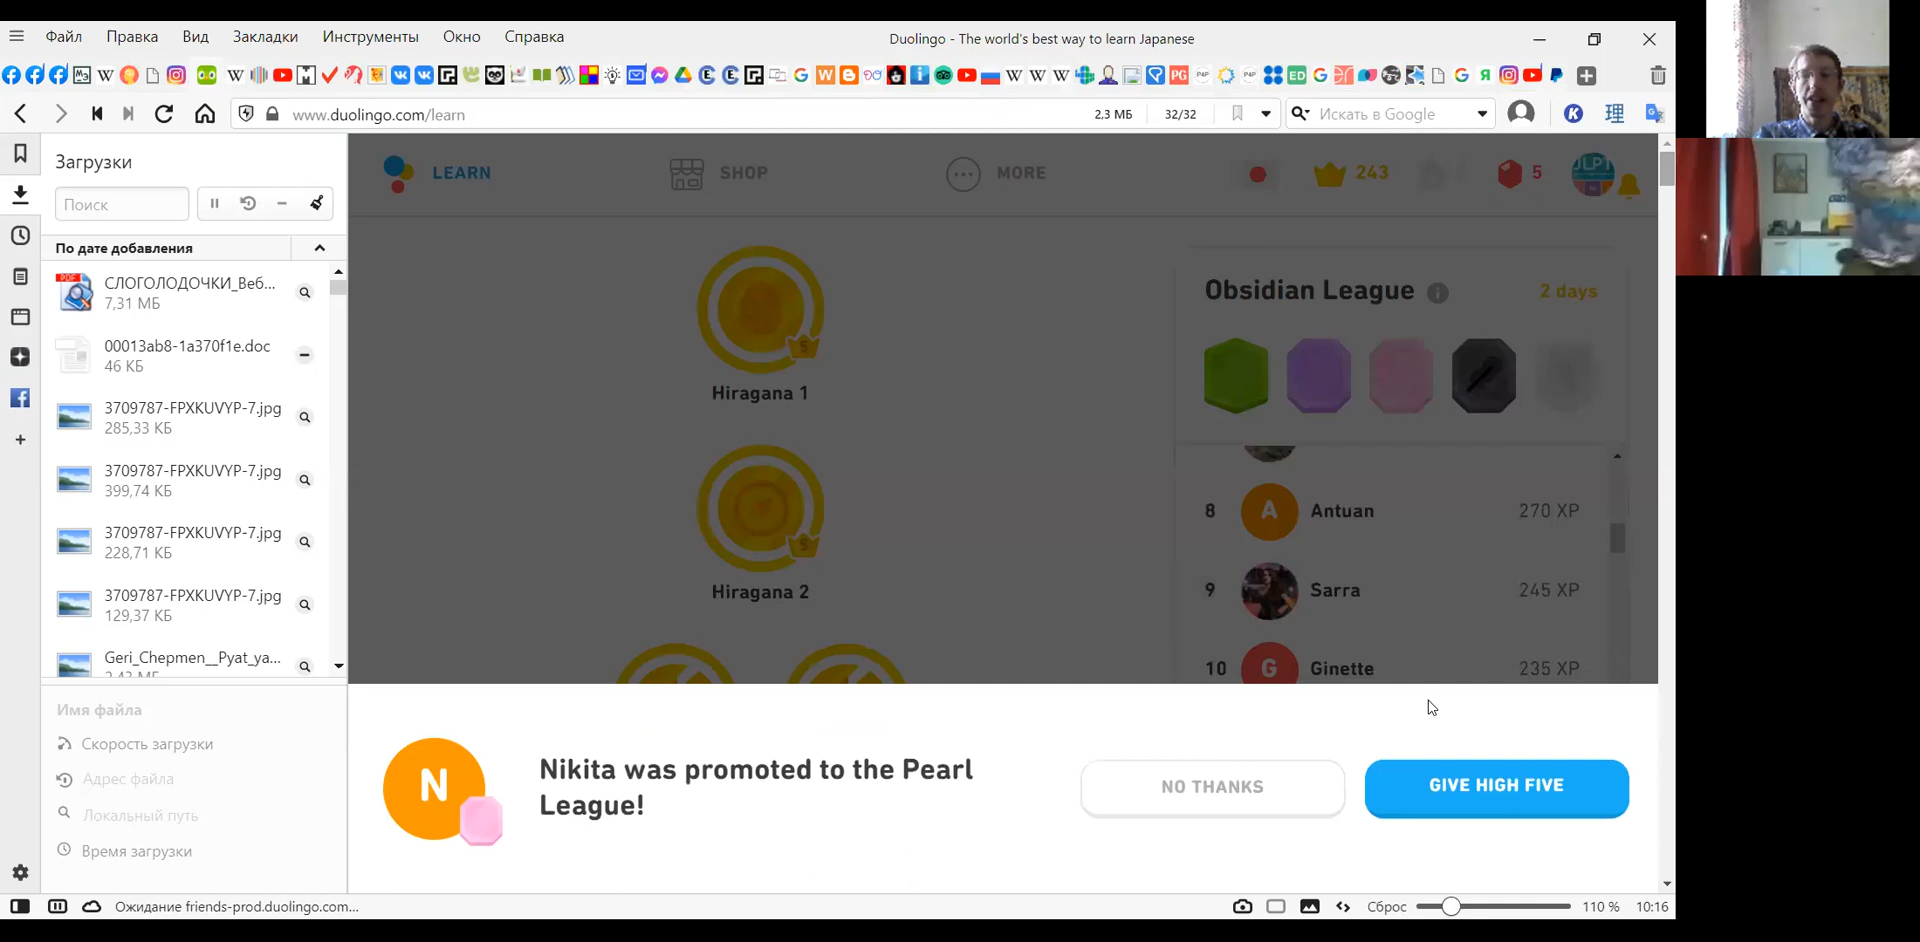 Файл Правка Вид Закладки Инструменты Окно Справка
Duolingo - The world's best way to learn Japanese
www.duolingo.com/learn
2,3 МБ
32/32
Искать в Google
Загрузки
Поиск
По дате добавления
СЛОГОЛОДОЧКИ_Веб...
7,31 МБ
00013ab8-1a370f1e.doc
46 КБ
3709787-FPXKUVYP-7.jpg
285,33 КБ
3709787-FPXKUVYP-7.jpg
399,74 КБ
3709787-FPXKUVYP-7.jpg
228,71 КБ
3709787-FPXKUVYP-7.jpg
129,37 КБ
Geri_Chepmen__Pyat_ya...
Имя файла
Скорость загрузки
Адрес файла
Локальный путь
Время загрузки
LEARN
SHOP
MORE
243
5
JLPT
Hiragana 1
5
Hiragana 2
5
Obsidian League
2 days
8 A Antuan 270 XP
9 Sarra 245 XP
10 G Ginette 235 XP
N
Nikita was promoted to the Pearl
League!
NO THANKS
GIVE HIGH FIVE
Ожидание friends-prod.duolingo.com...
Сброс
110 %
10:16